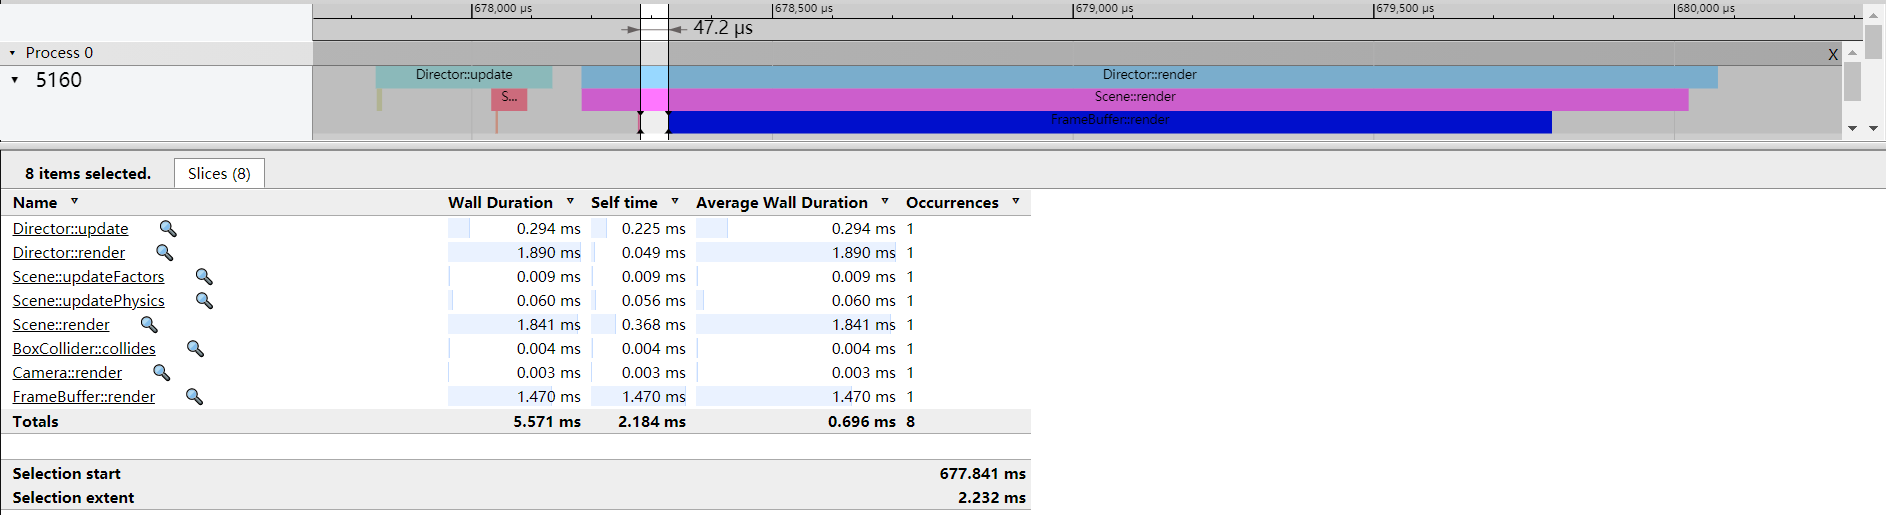 678,000 µs 678,500 µs 679,000 µs 679,500 µs 680,000 µs
47.2 µs
Process 0 X
5160 Director::update Director::render
S... Scene::render
FrameBuffer::render
8 items selected. Slices (8)
Name Wall Duration Self time Average Wall Duration Occurrences
Director::update 0.294 ms 0.225 ms 0.294 ms 1
Director::render 1.890 ms 0.049 ms 1.890 ms 1
Scene::updateFactors 0.009 ms 0.009 ms 0.009 ms 1
Scene::updatePhysics 0.060 ms 0.056 ms 0.060 ms 1
Scene::render 1.841 ms 0.368 ms 1.841 ms 1
BoxCollider::collides 0.004 ms 0.004 ms 0.004 ms 1
Camera::render 0.003 ms 0.003 ms 0.003 ms 1
FrameBuffer::render 1.470 ms 1.470 ms 1.470 ms 1
Totals 5.571 ms 2.184 ms 0.696 ms 8
Selection start 677.841 ms
Selection extent 2.232 ms